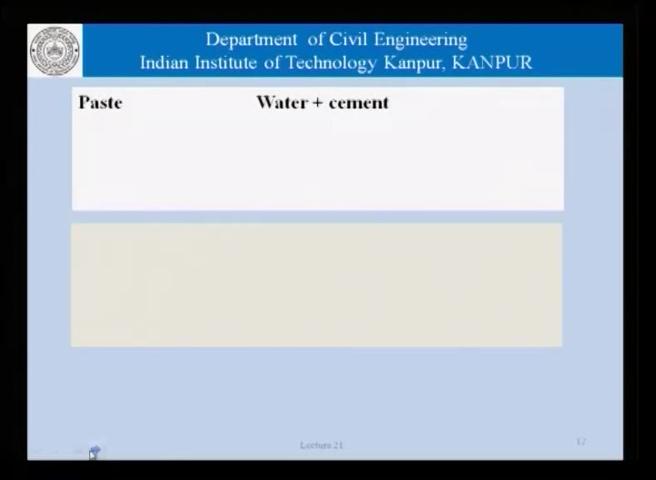 Department of Civil Engineering
Indian Institute of Technology Kanpur, KANPUR
Paste Water + cement
Lecture 21